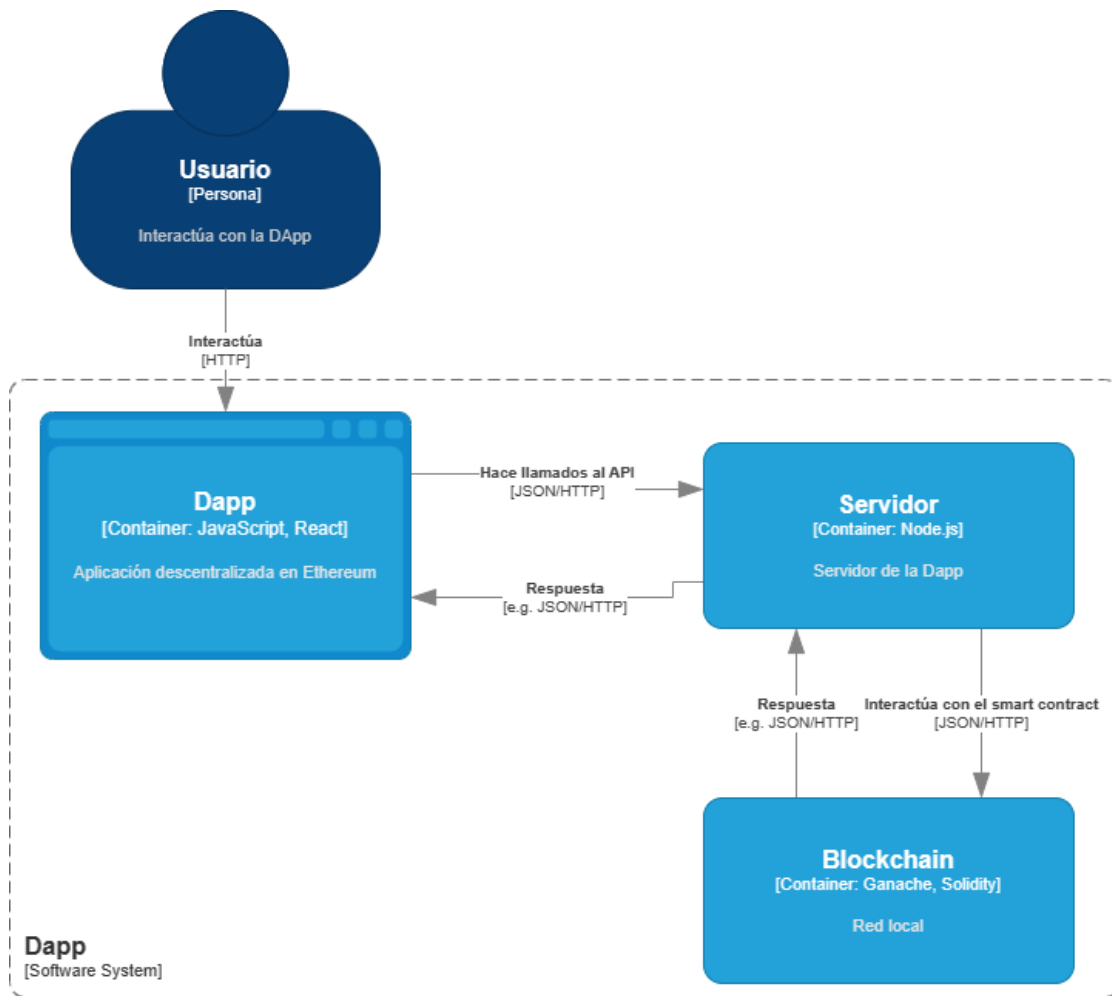 Usuario
[Persona]
Interactúa con la DApp
Interactúa
[HTTP]
Dapp
[Container: JavaScript, React]
Aplicación descentralizada en Ethereum
Hace llamados al API
[JSON/HTTP]
Respuesta
[e.g. JSON/HTTP]
Servidor
[Container: Node.js]
Servidor de la Dapp
Respuesta
[e.g. JSON/HTTP]
Interactúa con el smart contract
[JSON/HTTP]
Blockchain
[Container: Ganache, Solidity]
Red local
Dapp
[Software System]